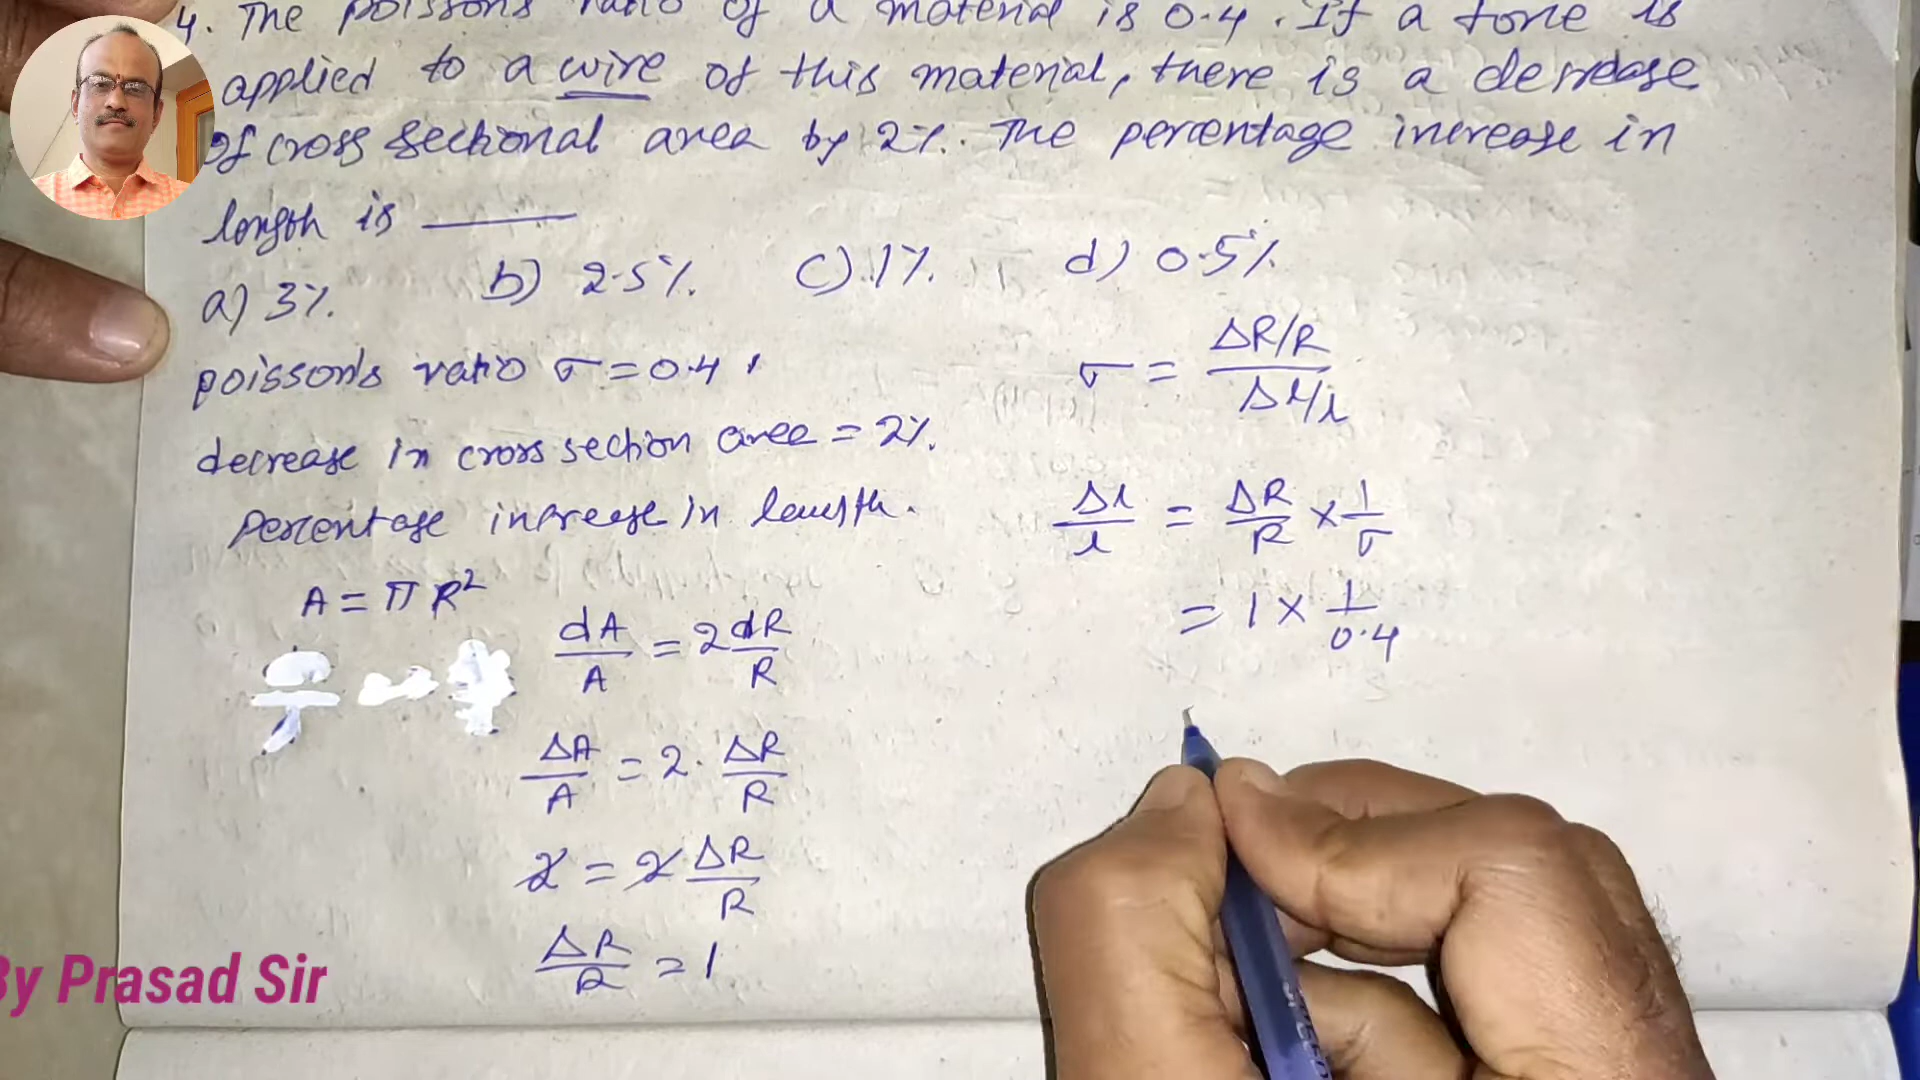 4. The poissons ratio of a material is 0.4. If a force is
applied to a wire of this material, there is a decrease
of cross sectional area by 2%. The percentage increase in
length is ______
a) 3%. b) 2.5%. c) 1%. d) 0.5%.
poissons ratio σ = 0.4,
decrease in cross section area = 2%.
Percentage increase in length.
A = π R²
dA/A = 2 dR/R
ΔA/A = 2. ΔR/R
2 = 2 ΔR/R
ΔR/R = 1
σ = ΔR/R / Δl/l
Δl/l = ΔR/R × 1/σ
= 1 × 1/0.4
By Prasad Sir